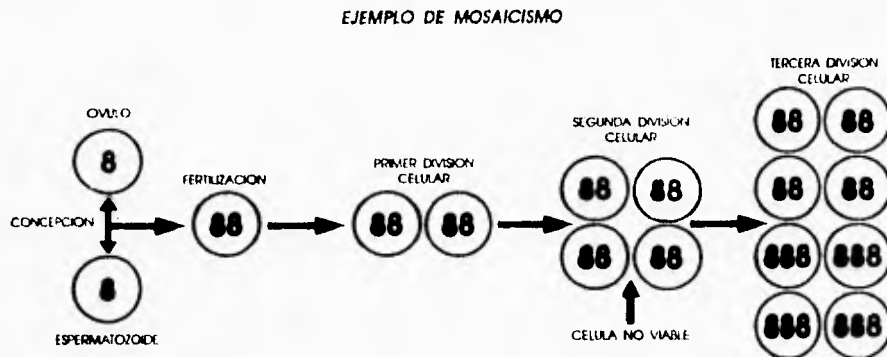 EJEMPLO DE MOSAICISMO
OVULO
8
CONCEPCION
8
ESPERMATOZOIDE
FERTILIZACION
88
PRIMER DIVISION
CELULAR
88 88
SEGUNDA DIVISION
CELULAR
88 88
88 88
CELULA NO VIABLE
TERCERA DIVISION
CELULAR
88 88
88 88
888 888
888 888